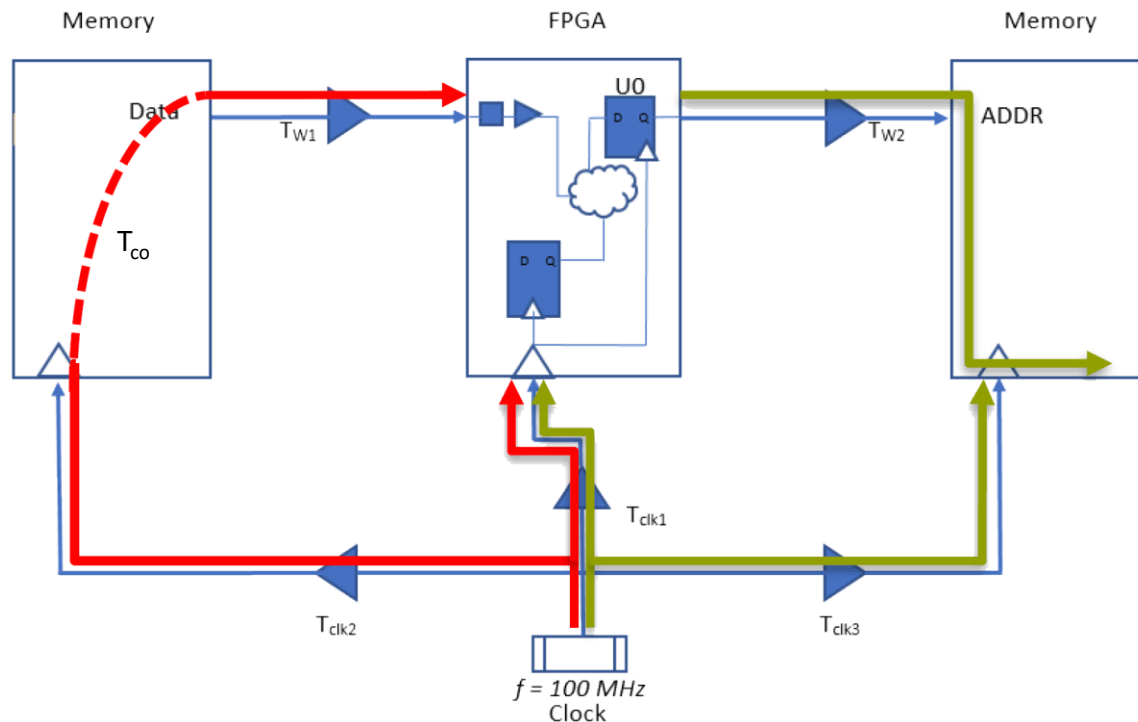 Memory
FPGA
Memory
Data
U0
ADDR
T_W1
D Q
T_W2
T_co
D Q
T_clk1
T_clk2
T_clk3
f = 100 MHz
Clock